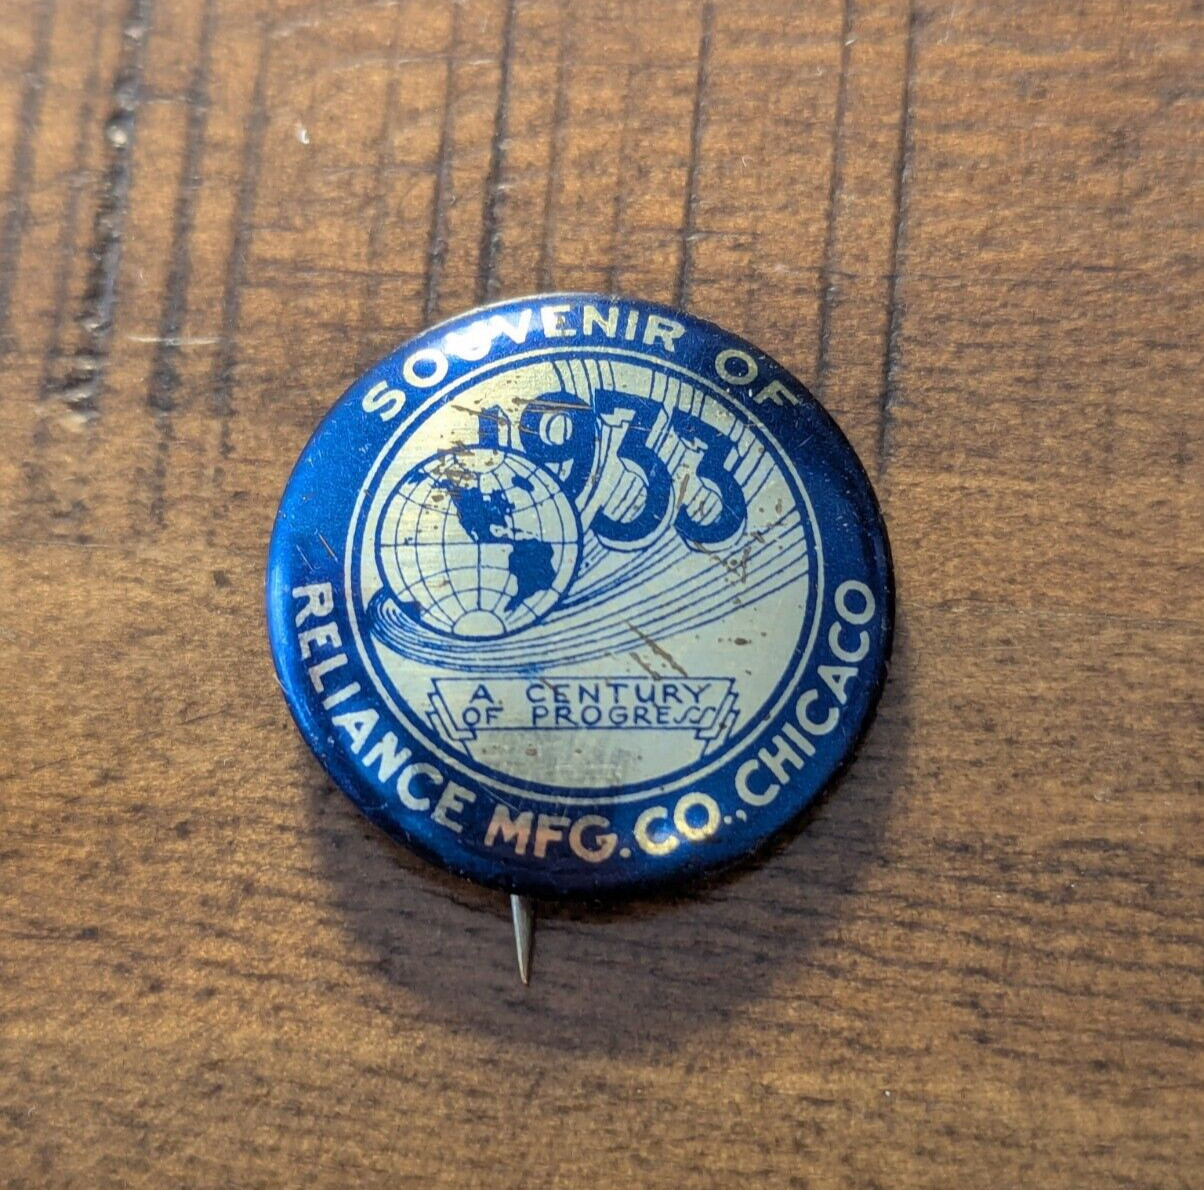 SOUVENIR OF
1933
A CENTURY
OF PROGRESS
RELIANCE MFG. CO., CHICAGO